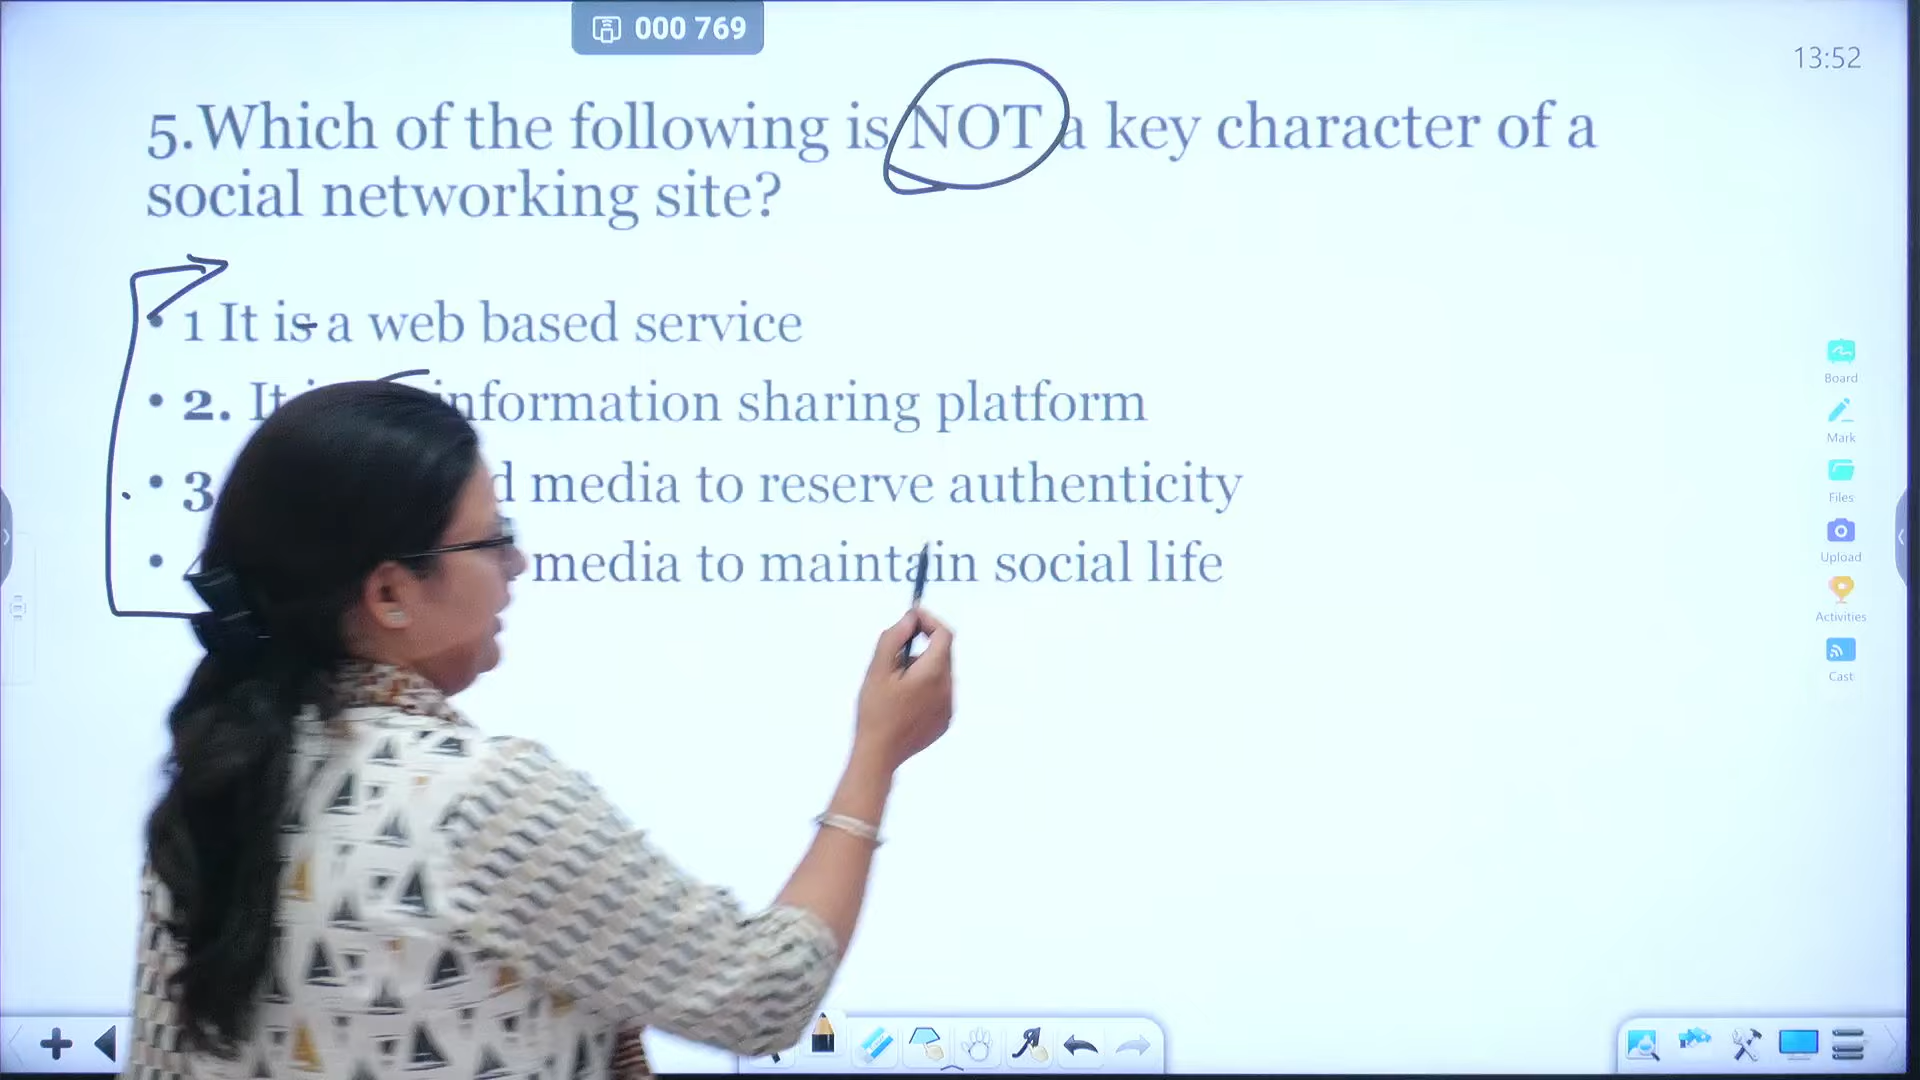 000 769
13:52
5.Which of the following is NOT a key character of a
social networking site?
• 1 It is a web based service
• 2. It information sharing platform
• 3 media to reserve authenticity
• media to maintain social life
Board
Mark
Files
Upload
Activities
Cast